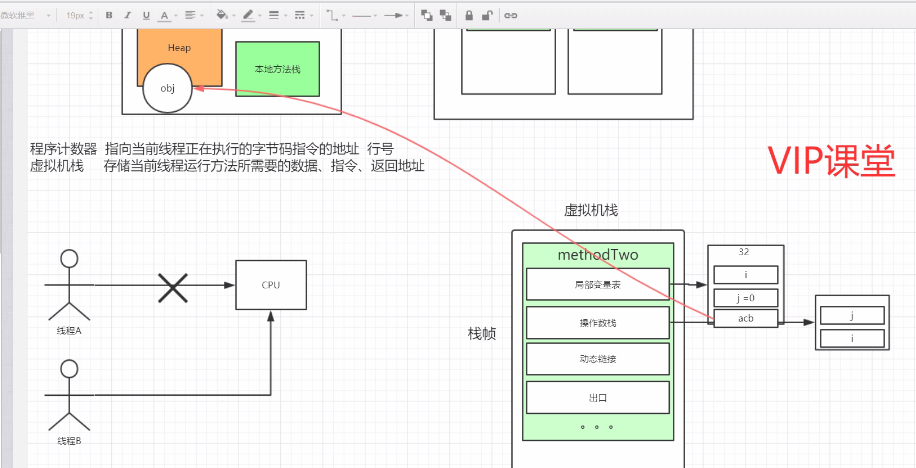 微软雅黑 19px B I U A
Heap
本地方法栈
obj
程序计数器 指向当前线程正在执行的字节码指令的地址 行号
虚拟机栈 存储当前线程运行方法所需要的数据、指令、返回地址
VIP课堂
虚拟机栈
methodTwo
32
局部变量表
i
j =0
CPU
acb
操作数栈
j
线程A
栈帧
i
动态链接
出口
。。。
线程B